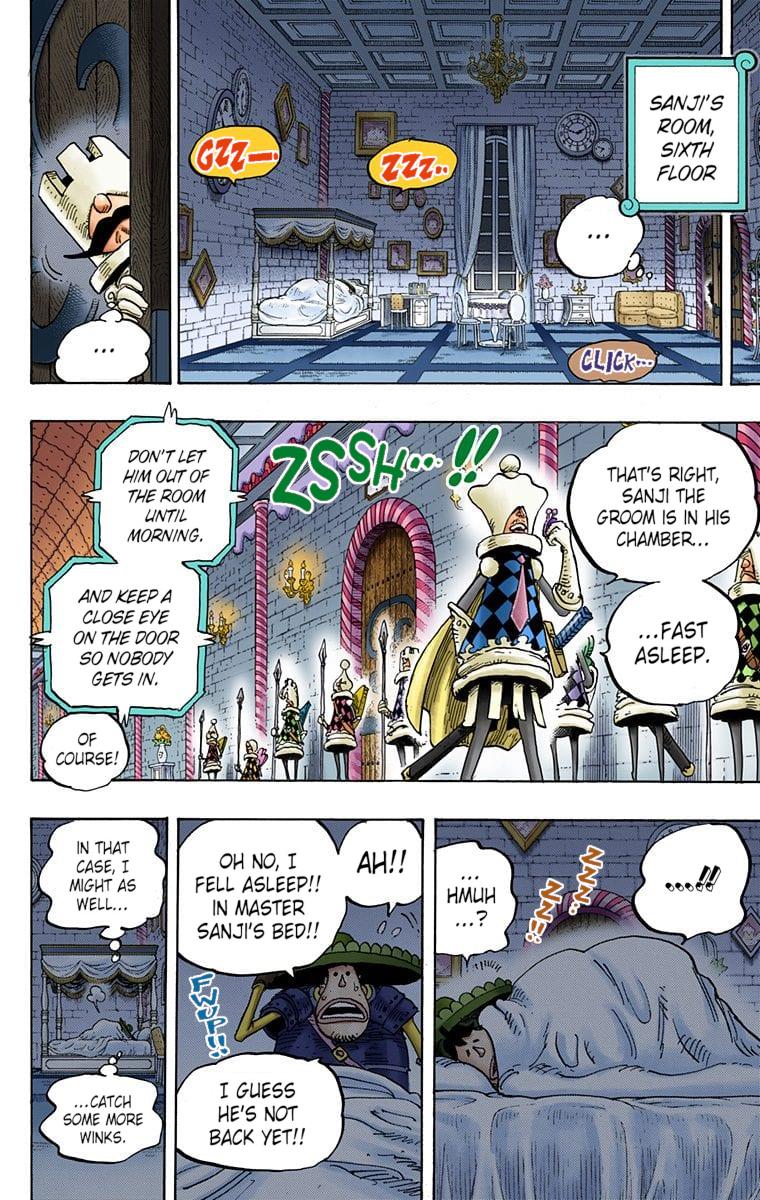 SANJI'S
ROOM,
SIXTH
FLOOR
...
CLICK...
ZZZ..
GZZ—.
...
THAT'S RIGHT,
SANJI THE
GROOM IS IN HIS
CHAMBER...
...FAST
ASLEEP.
ZSSH..!!
DON'T LET
HIM OUT OF
THE ROOM
UNTIL
MORNING.
AND KEEP A
CLOSE EYE
ON THE DOOR
SO NOBODY
GETS IN.
OF
COURSE!
....!!
ZZZ..
ZZ!!
...
HMUH
...?
AH!!
OH NO, I
FELL ASLEEP!!
IN MASTER
SANJI'S BED!!
FWUP!!
I GUESS
HE'S NOT
BACK YET!!
IN THAT
CASE, I
MIGHT AS
WELL...
...CATCH
SOME MORE
WINKS.